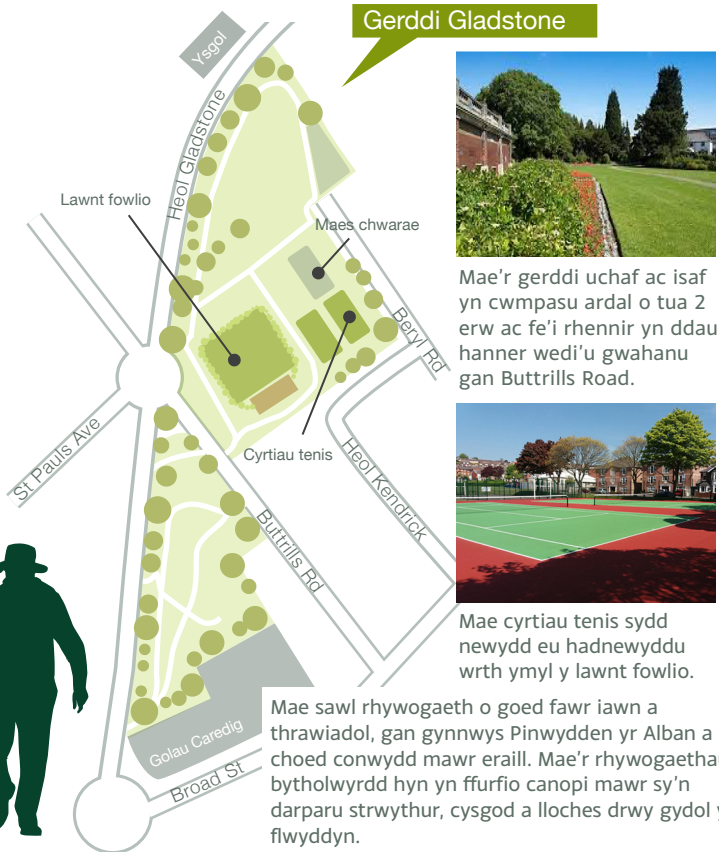 Gerddi Gladstone
Ysgol
Heol Gladstone
Lawnt fowlio
Maes chwarae
Beryl Rd
St Pauls Ave
Cyrtiau tenis
Heol Kendrick
Buttrills Rd
Golau Caredig
Broad St
Mae'r gerddi uchaf ac isaf
yn cwmpasu ardal o tua 2
erw ac fe'i rhennir yn ddau
hanner wedi'u gwahanu
gan Buttrills Road.
Mae cyrtiau tenis sydd
newydd eu hadnewyddu
wrth ymyl y lawnt fowlio.
Mae sawl rhywogaeth o goed fawr iawn a
thrawiadol, gan gynnwys Pinwydden yr Alban a
choed conwydd mawr eraill. Mae'r rhywogaethau
bytholwyrdd hyn yn ffurfio canopi mawr sy'n
darparu strwythur, cysgod a lloches drwy gydol y
flwyddyn.